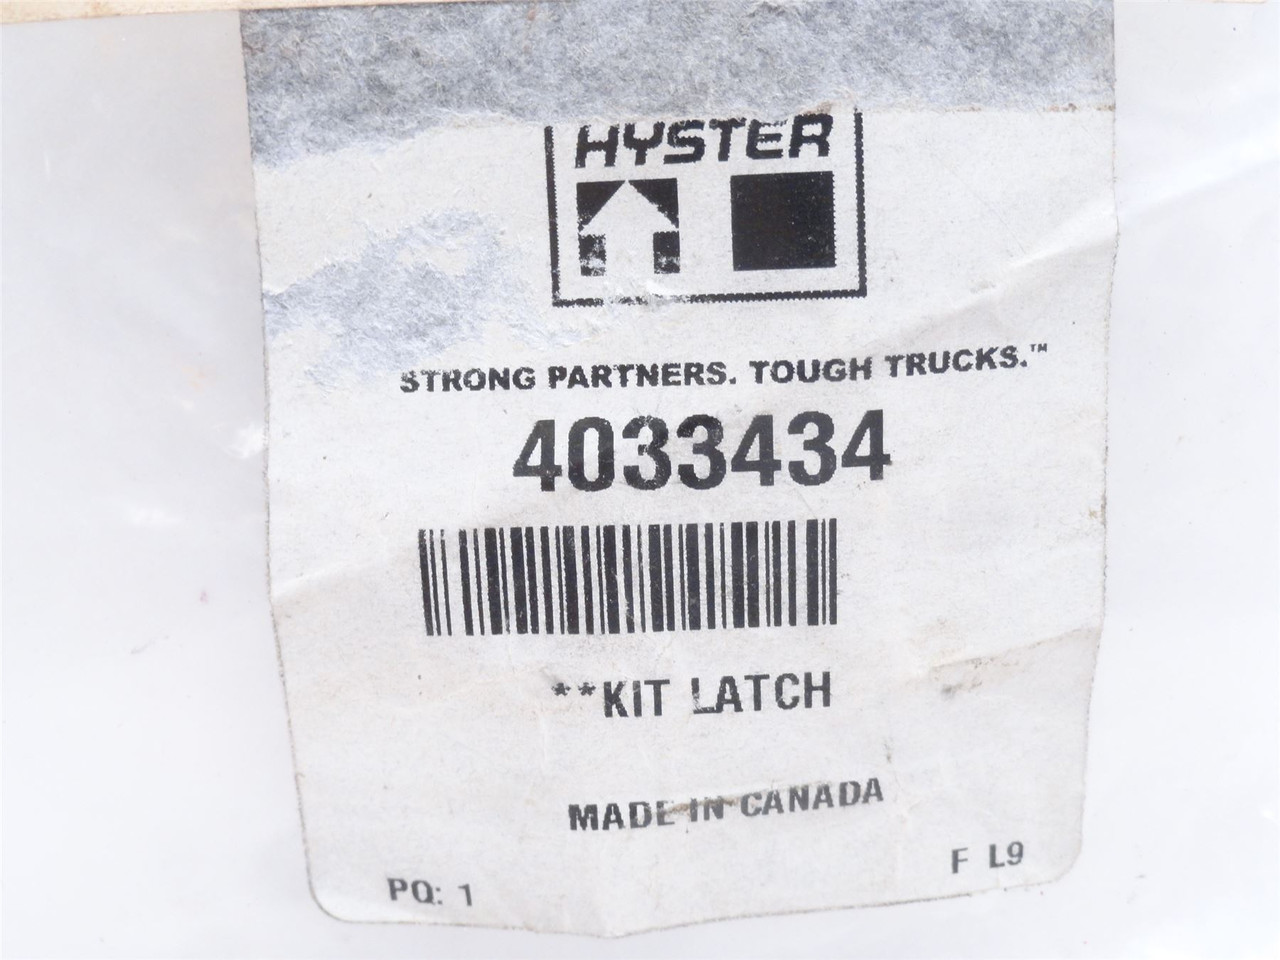 HYSTER
STRONG PARTNERS. TOUGH TRUCKS.™
4033434
**KIT LATCH
MADE IN CANADA
F L9
PQ: 1